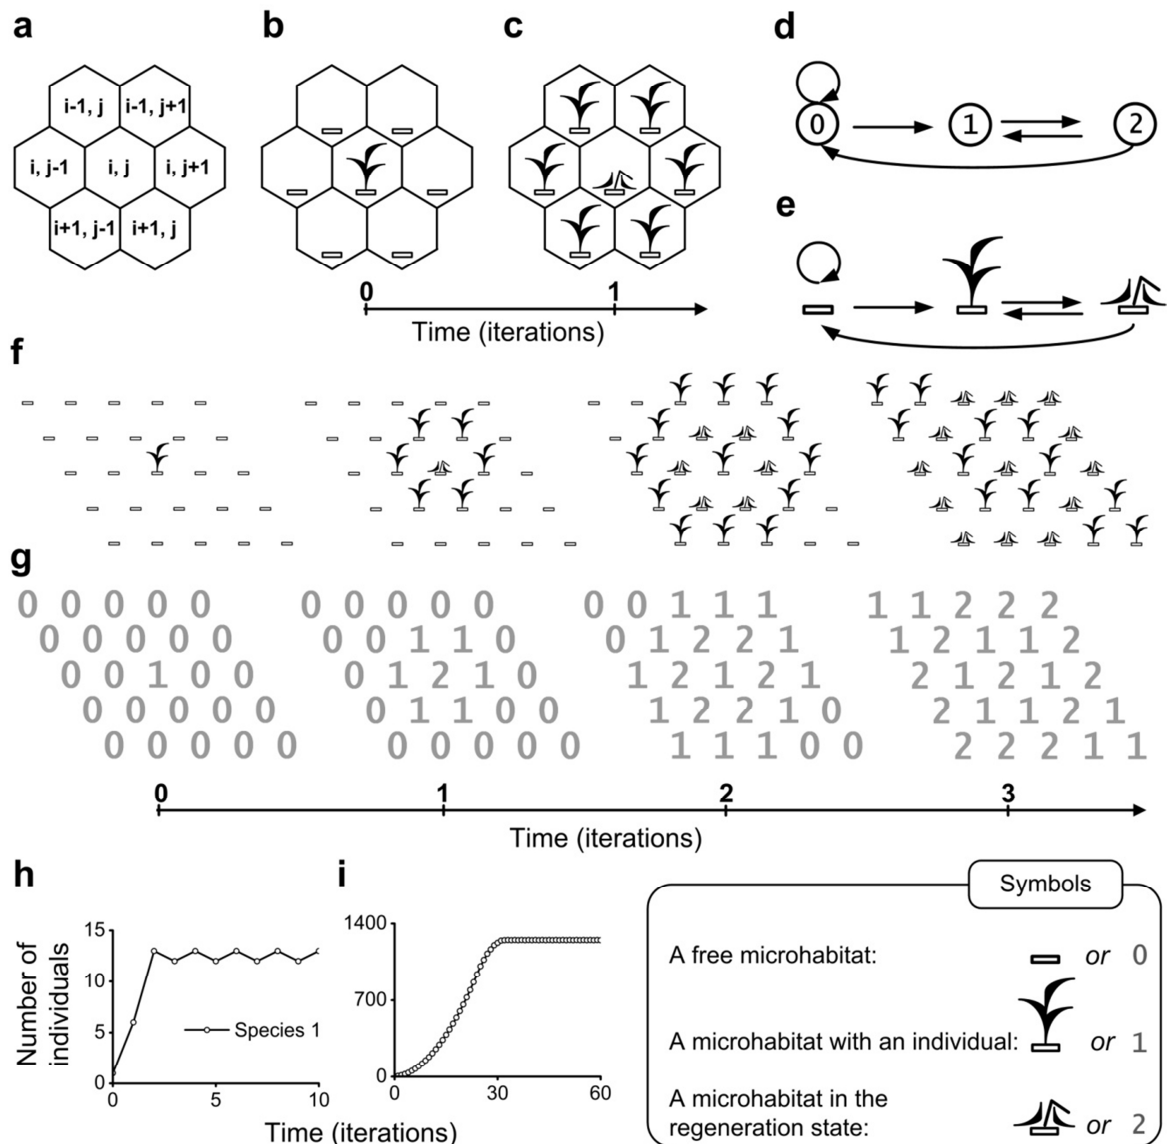 a
b
c
d
i-1, j
i-1, j+1
i, j-1
i, j
i, j+1
i+1, j-1
i+1, j
0
1
Time (iterations)
0
1
2
e
f
g
0 0 0 0 0
0 0 0 0 0
0 0 1 0 0
0 0 0 0 0
0 0 0 0 0
0 0 0 0 0
0 0 1 1 0
0 1 2 1 0
0 1 1 0 0
0 0 0 0 0
0 0 1 1 1
0 1 2 2 1
1 2 1 2 1
1 2 2 1 0
1 1 1 0 0
1 1 2 2 2
1 2 1 1 2
2 1 2 1 2
2 1 1 2 1
2 2 2 1 1
0
1
2
3
Time (iterations)
h
Number of
individuals
15
10
5
0
0
5
10
Species 1
Time (iterations)
i
1400
700
0
0
30
60
Symbols
A free microhabitat: or 0
A microhabitat with an individual: or 1
A microhabitat in the
regeneration state: or 2